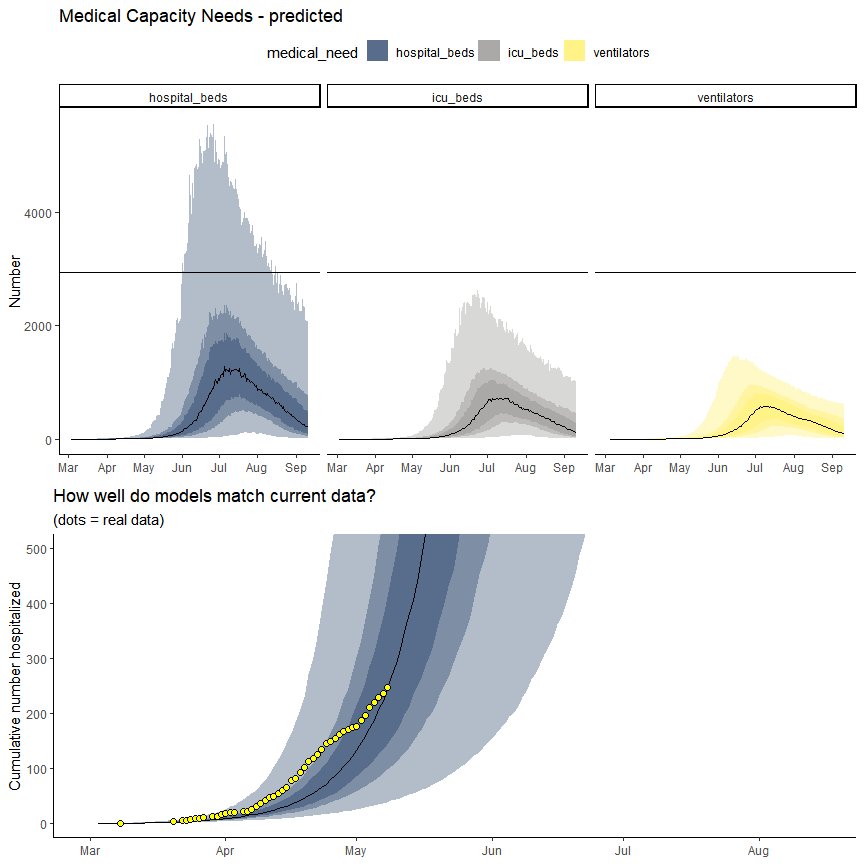 Medical Capacity Needs - predicted
medical_need hospital_beds icu_beds ventilators
hospital_beds icu_beds ventilators
Number
4000
2000
0
Mar Apr May Jun Jul Aug Sep Mar Apr May Jun Jul Aug Sep Mar Apr May Jun Jul Aug Sep
How well do models match current data?
(dots = real data)
Cumulative number hospitalized
500
400
300
200
100
0
Mar Apr May Jun Jul Aug